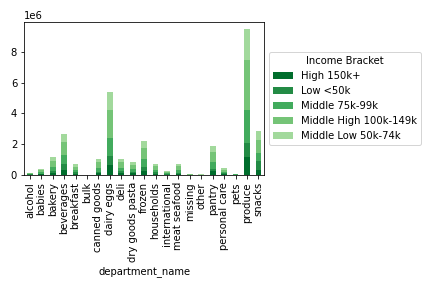 1e6
8
6
4
2
0
Income Bracket
High 150k+
Low <50k
Middle 75k-99k
Middle High 100k-149k
Middle Low 50k-74k
alcohol
babies
bakery
beverages
breakfast
bulk
canned goods
dairy eggs
deli
dry goods pasta
frozen
households
international
meat seafood
missing
other
pantry
personal care
pets
produce
snacks
department_name